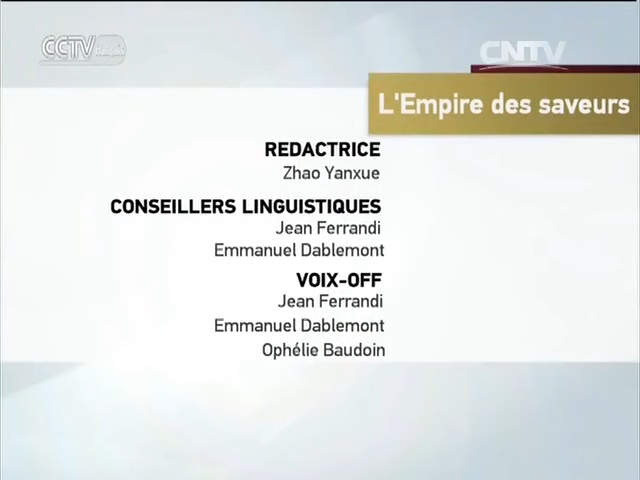 CCTV français
CNTV
L'Empire des saveurs
REDACTRICE
Zhao Yanxue
CONSEILLERS LINGUISTIQUES
Jean Ferrandi
Emmanuel Dablemont
VOIX-OFF
Jean Ferrandi
Emmanuel Dablemont
Ophélie Baudoin